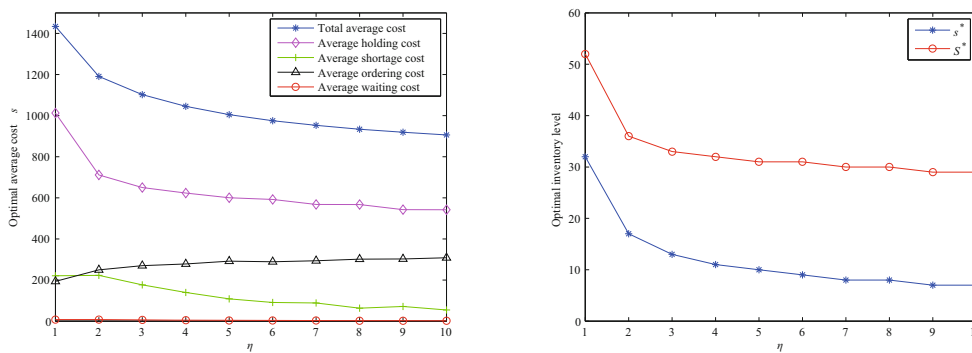 Optimal average cost s
1400
1200
1000
800
600
400
200
0
1 2 3 4 5 6 7 8 9 10
η
Total average cost
Average holding cost
Average shortage cost
Average ordering cost
Average waiting cost
Optimal inventory level
60
50
40
30
20
10
0
1 2 3 4 5 6 7 8 9
η
s*
S*